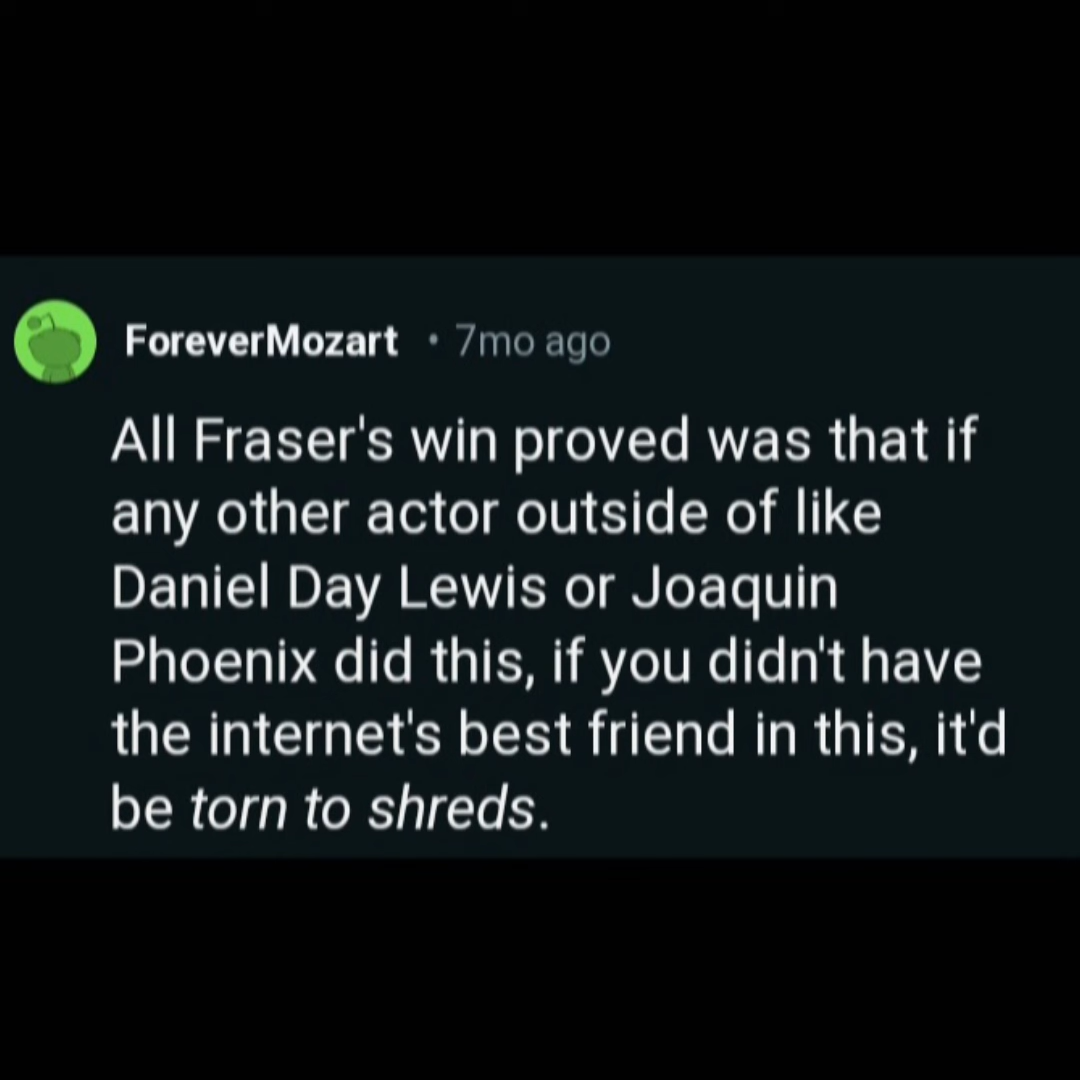 ForeverMozart • 7mo ago
All Fraser's win proved was that if
any other actor outside of like
Daniel Day Lewis or Joaquin
Phoenix did this, if you didn't have
the internet's best friend in this, it'd
be torn to shreds.